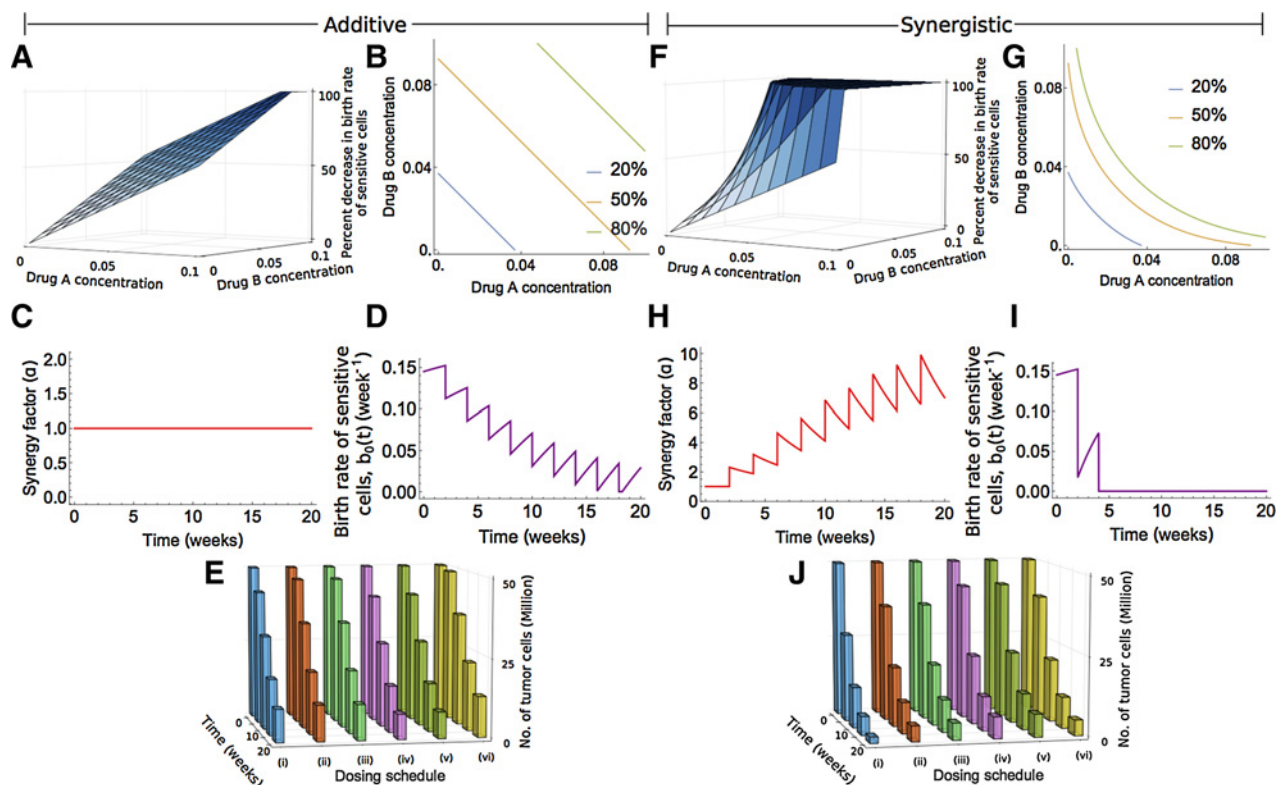 Additive
Synergistic
A
100
50
0
Percent decrease in birth rate
of sensitive cells
0
0.05
0.1
Drug A concentration
0
0.05
0.1
Drug B concentration
B
0.08
0.04
0.
Drug B concentration
20%
50%
80%
0.
0.04
0.08
Drug A concentration
F
100
50
0
Percent decrease in birth rate
of sensitive cells
0
0.05
0.1
Drug A concentration
0
0.05
0.1
Drug B concentration
G
0.08
0.04
0.
Drug B concentration
20%
50%
80%
0.
0.04
0.08
Drug A concentration
C
2.0
1.5
1.0
0.5
0.0
Synergy factor (α)
0
5
10
15
20
Time (weeks)
D
0.15
0.10
0.05
0.00
Birth rate of sensitive
cells, b₀(t) (week⁻¹)
0
5
10
15
20
Time (weeks)
H
10
8
6
4
2
0
Synergy factor (α)
0
5
10
15
20
Time (weeks)
I
0.15
0.10
0.05
0.00
Birth rate of sensitive
cells, b₀(t) (week⁻¹)
0
5
10
15
20
Time (weeks)
E
50
25
0
No. of tumor cells (Million)
0
10
20
Time (weeks)
(i)
(ii)
(iii)
(iv)
(v)
(vi)
Dosing schedule
J
50
25
0
No. of tumor cells (Million)
0
10
20
Time (weeks)
(i)
(ii)
(iii)
(iv)
(v)
(vi)
Dosing schedule